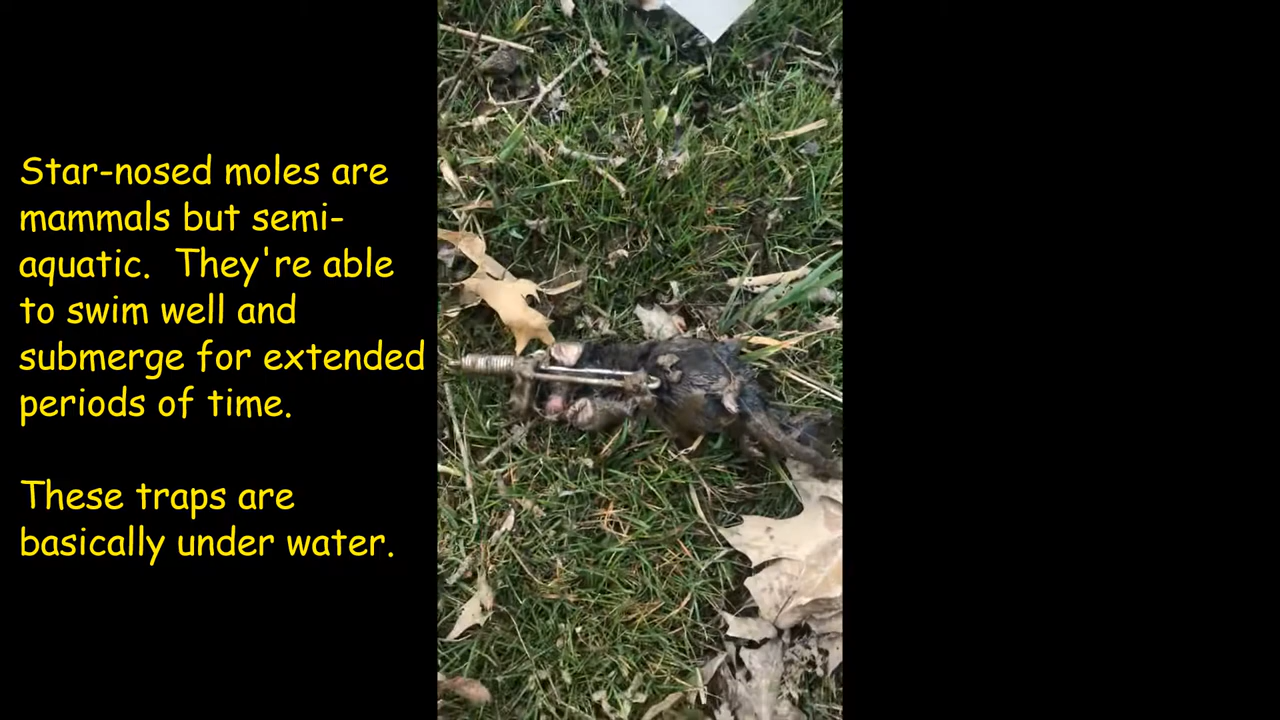 Star-nosed moles are
mammals but semi-
aquatic.  They're able
to swim well and
submerge for extended
periods of time.
These traps are
basically under water.